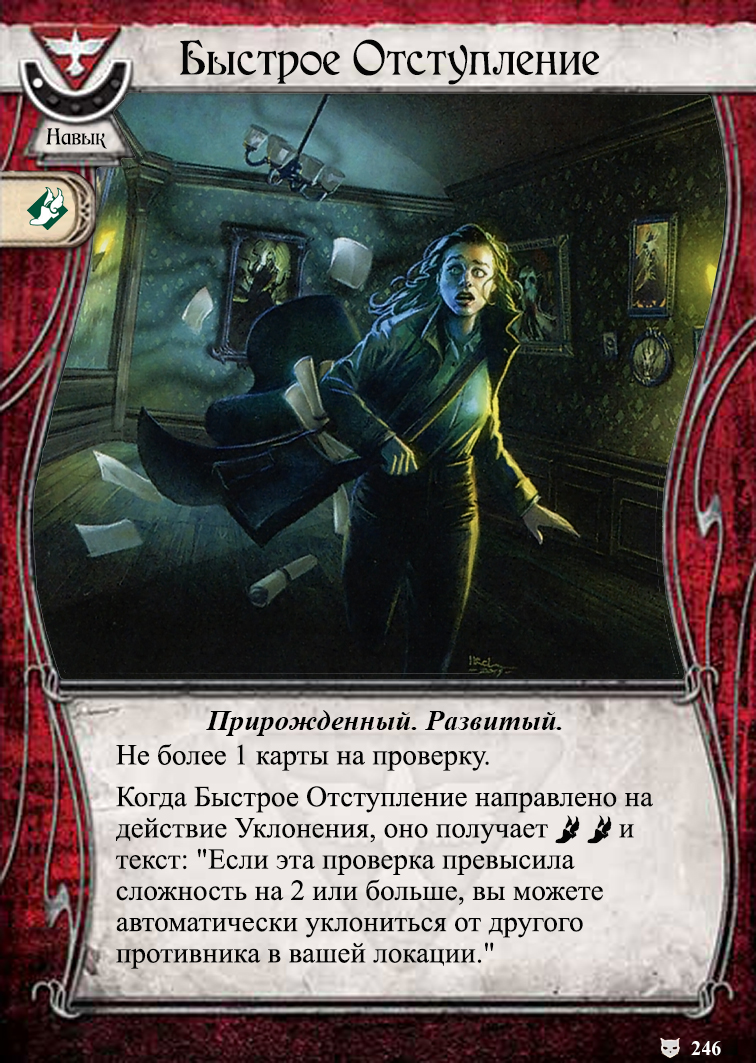 Быстрое Отступление
Навык
Прирожденный. Развитый.
Не более 1 карты на проверку.
Когда Быстрое Отступление направлено на
действие Уклонения, оно получает и
текст: "Если эта проверка превысила
сложность на 2 или больше, вы можете
автоматически уклониться от другого
противника в вашей локации."
246